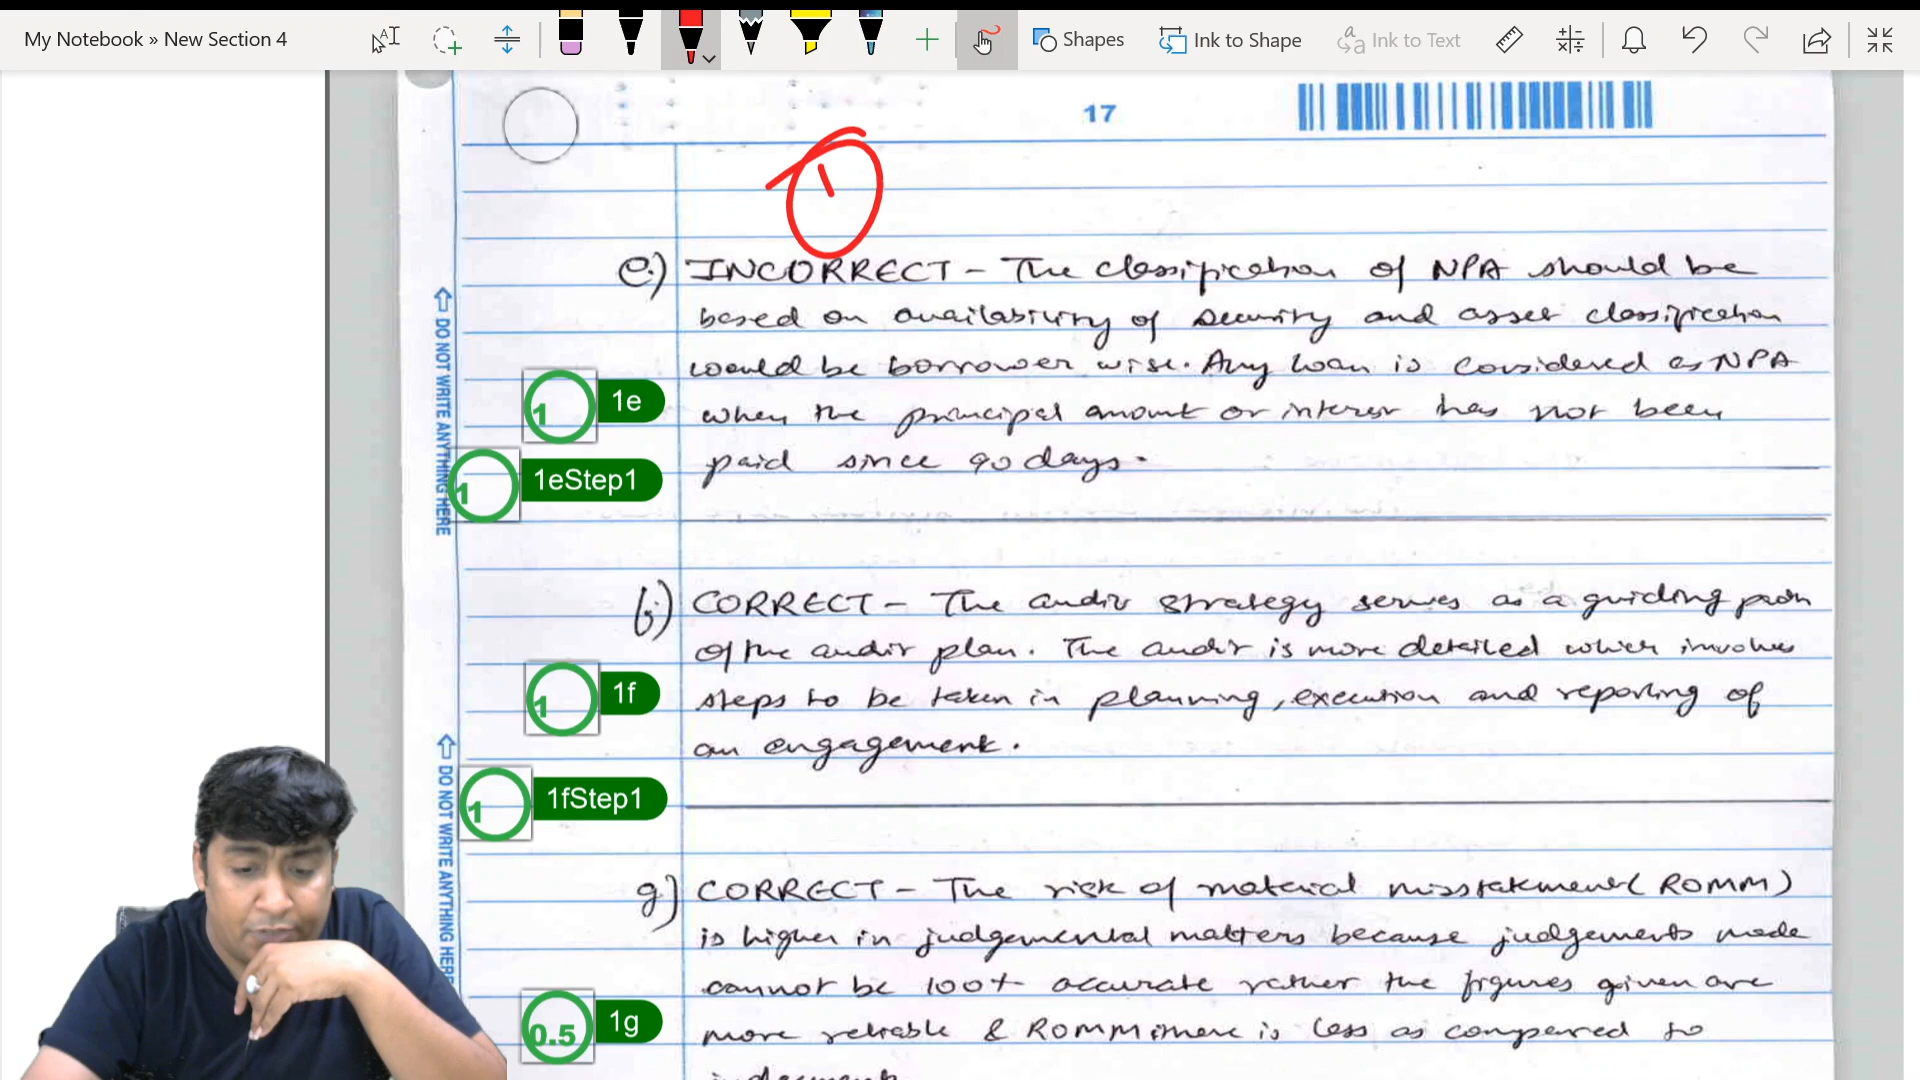 My Notebook » New Section 4
Shapes
Ink to Shape
Ink to Text
17
e.) INCORRECT - The classification of NPA should be
based on availability of security and asset classification
would be borrower wise. Any loan is considered as NPA
when the principal amount or interest has not been
paid since 90 days.
1 1e
1 1eStep1
DO NOT WRITE ANYTHING HERE
f.) CORRECT - The audit strategy serves as a guiding path
of the audit plan. The audit is more detailed which involves
steps to be taken in planning, execution and reporting of
an engagement.
1 1f
1 1fStep1
DO NOT WRITE ANYTHING HERE
g.) CORRECT - The risk of material misstatement (ROMM)
is higher in judgemental matters because judgements made
cannot be 100% accurate rather the figures given are
more reliable & ROMM there is less as compared to
0.5 1g